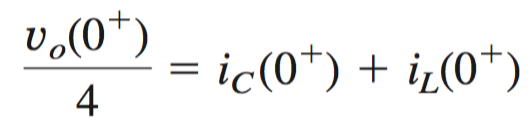 v_o(0⁺)/4 = i_C(0⁺) + i_L(0⁺)